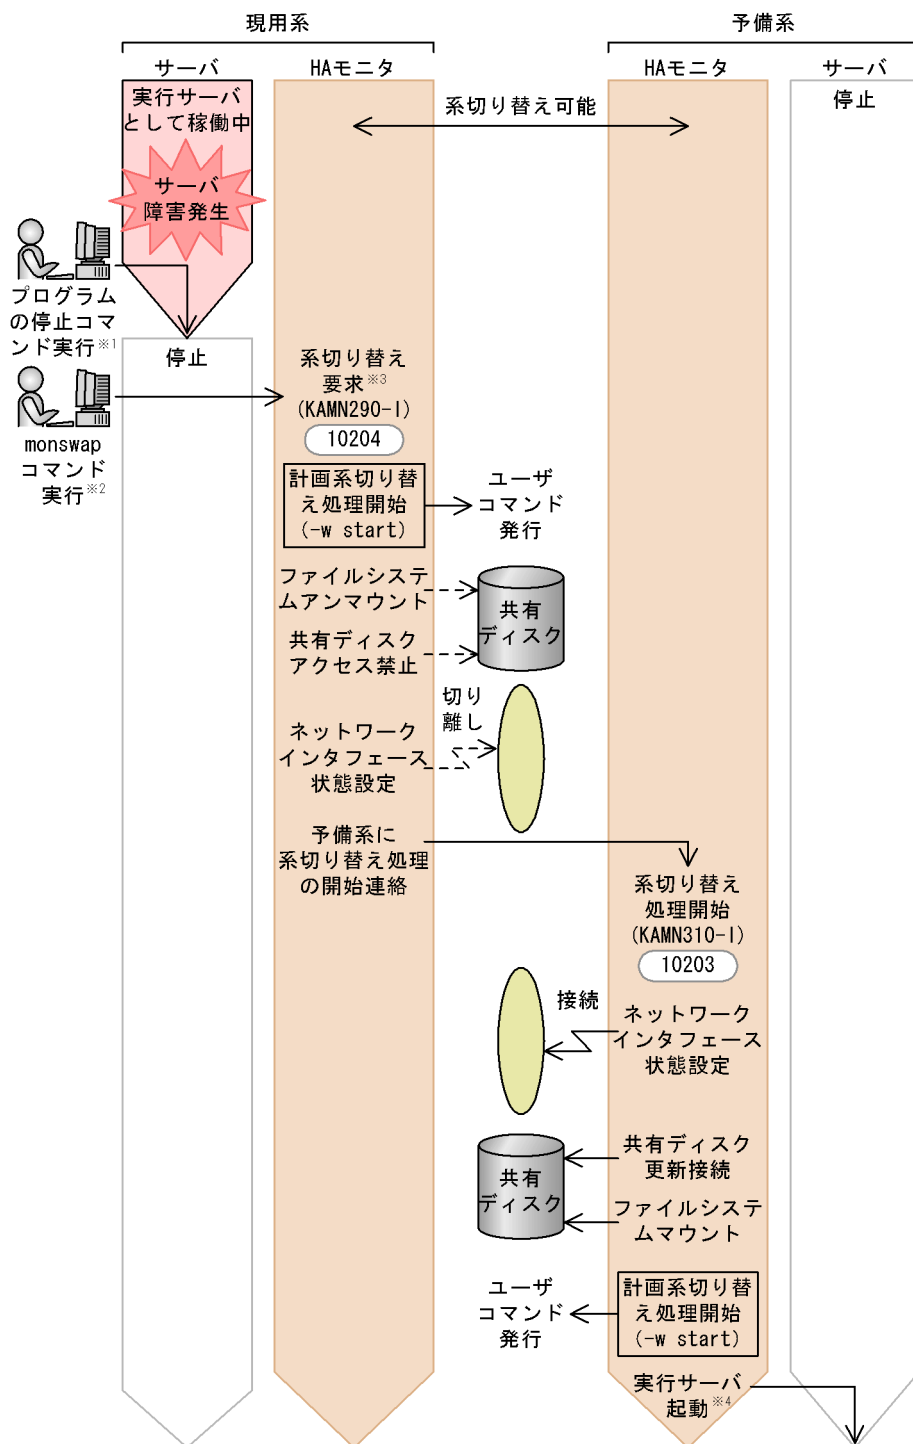 現用系
予備系
サーバ
HAモニタ
HAモニタ
サーバ
実行サーバ
として稼働中
系切り替え可能
停止
サーバ
障害発生
プログラム
の停止コマ
ンド実行※1
停止
系切り替え
要求※3
(KAMN290-I)
10204
monswap
コマンド
実行※2
計画系切り替
え処理開始
(-w start)
ユーザ
コマンド
発行
ファイルシステ
ムアンマウント
共有
ディスク
共有ディスク
アクセス禁止
切り
離し
ネットワーク
インタフェース
状態設定
予備系に
系切り替え処理
の開始連絡
系切り替え
処理開始
(KAMN310-I)
10203
接続
ネットワーク
インタフェース
状態設定
共有ディスク
更新接続
共有
ディスク
ファイルシステ
ムマウント
ユーザ
コマンド
発行
計画系切り替
え処理開始
(-w start)
実行サーバ
起動※4